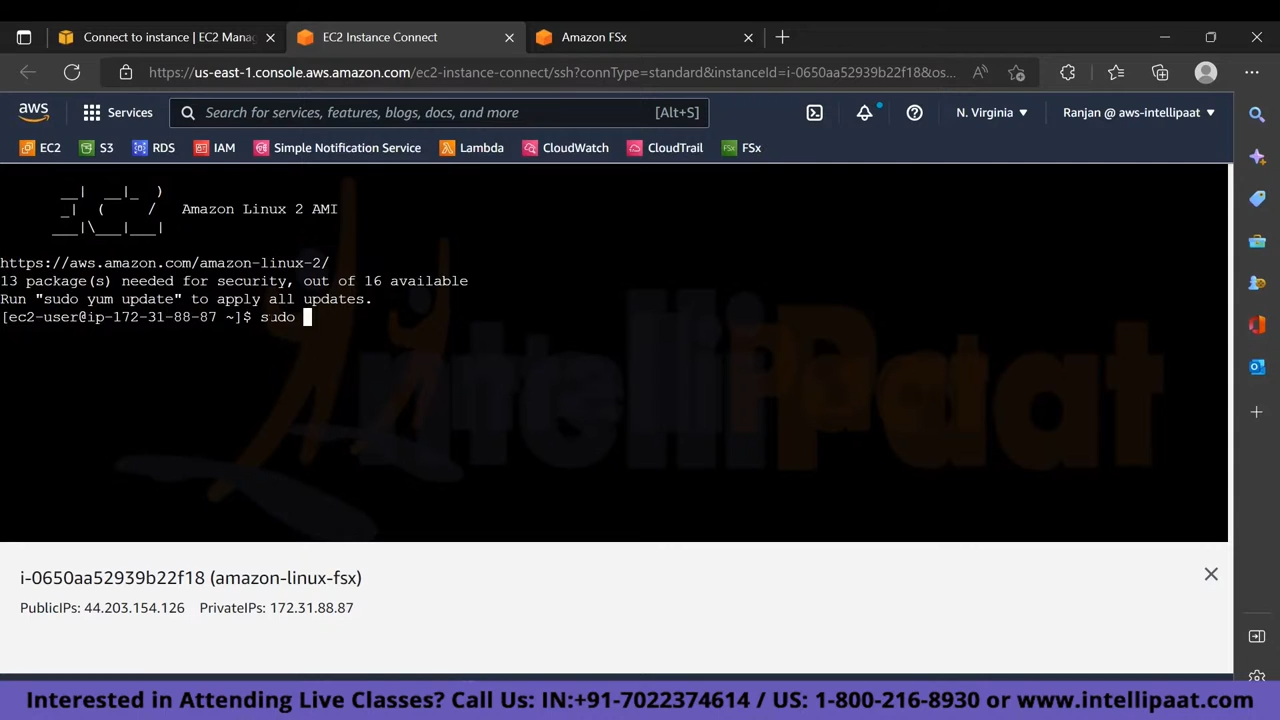 Connect to instance | EC2 Manag
EC2 Instance Connect
Amazon FSx
https://us-east-1.console.aws.amazon.com/ec2-instance-connect/ssh?connType=standard&instanceId=i-0650aa52939b22f18&os...
aws
Services
Search for services, features, blogs, docs, and more
[Alt+S]
N. Virginia
Ranjan @ aws-intellipaat
EC2
S3
RDS
IAM
Simple Notification Service
Lambda
CloudWatch
CloudTrail
FSx
__|  __|_  )
_|  (     /   Amazon Linux 2 AMI
___|\___|___|
https://aws.amazon.com/amazon-linux-2/
13 package(s) needed for security, out of 16 available
Run "sudo yum update" to apply all updates.
[ec2-user@ip-172-31-88-87 ~]$ sudo
IntelliPaat
i-0650aa52939b22f18 (amazon-linux-fsx)
PublicIPs: 44.203.154.126 PrivateIPs: 172.31.88.87
Interested in Attending Live Classes? Call Us: IN:+91-7022374614 / US: 1-800-216-8930 or www.intellipaat.com